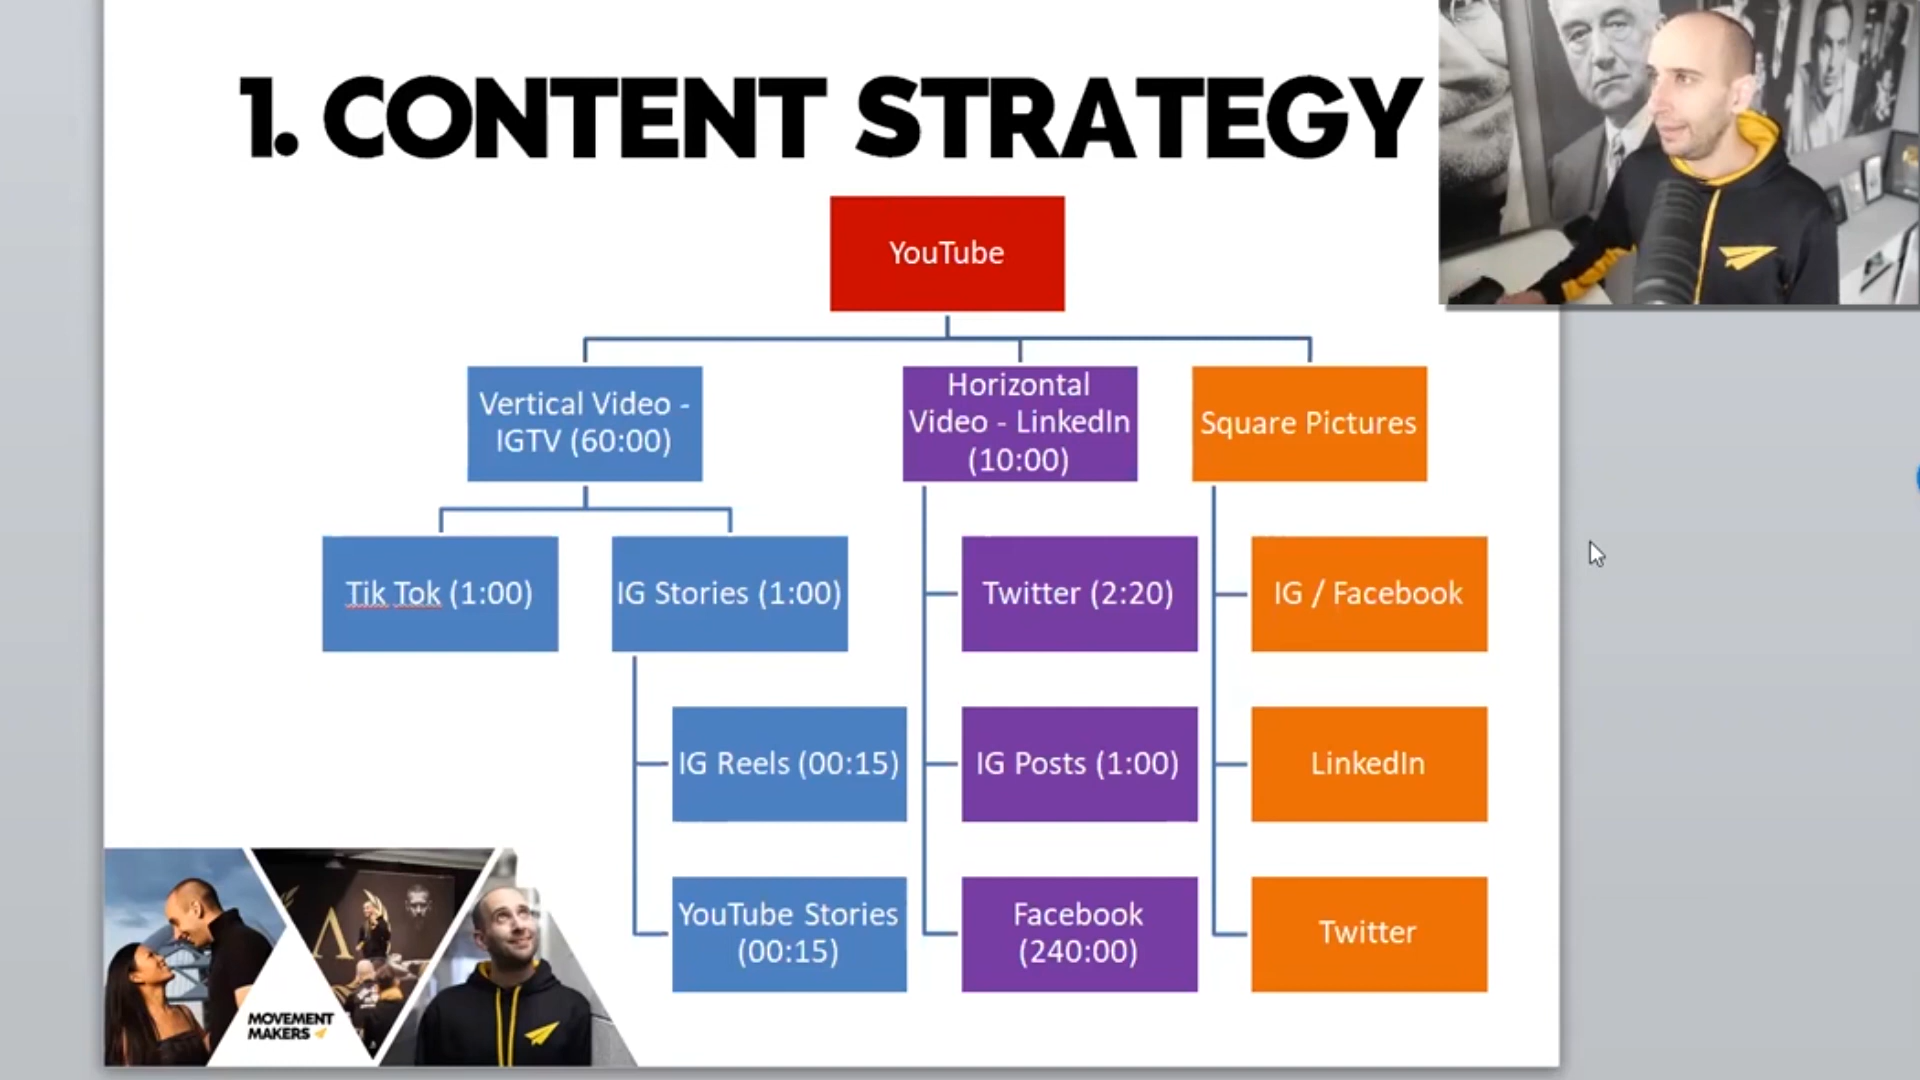 1. CONTENT STRATEGY
YouTube
Vertical Video -
IGTV (60:00)
Horizontal
Video - LinkedIn
(10:00)
Square Pictures
Tik Tok (1:00)
IG Stories (1:00)
Twitter (2:20)
IG / Facebook
IG Reels (00:15)
IG Posts (1:00)
LinkedIn
YouTube Stories
(00:15)
Facebook
(240:00)
Twitter
MOVEMENT
MAKERS